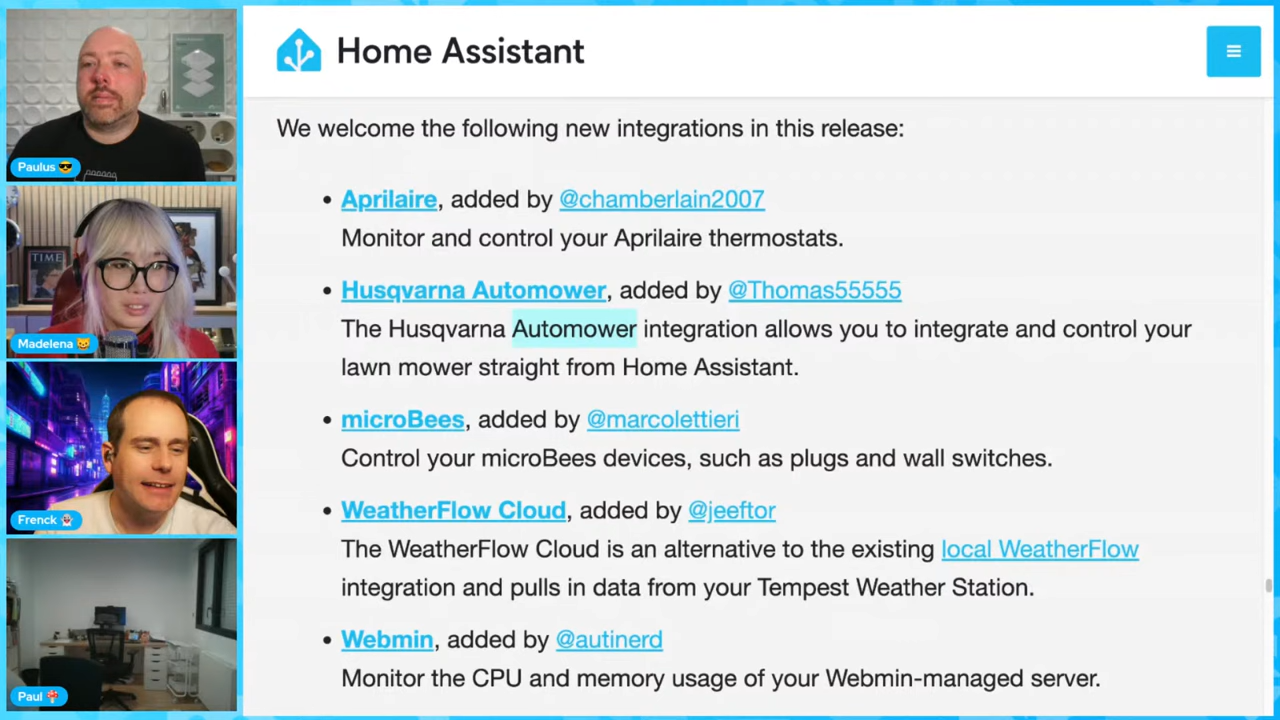 Home Assistant
We welcome the following new integrations in this release:
Aprilaire, added by @chamberlain2007
Monitor and control your Aprilaire thermostats.
Husqvarna Automower, added by @Thomas55555
The Husqvarna Automower integration allows you to integrate and control your
lawn mower straight from Home Assistant.
microBees, added by @marcolettieri
Control your microBees devices, such as plugs and wall switches.
WeatherFlow Cloud, added by @jeeftor
The WeatherFlow Cloud is an alternative to the existing local WeatherFlow
integration and pulls in data from your Tempest Weather Station.
Webmin, added by @autinerd
Monitor the CPU and memory usage of your Webmin-managed server.
Paulus 😎
TIME
Madelena 🐱
Frenck 👻
Paul 🍄